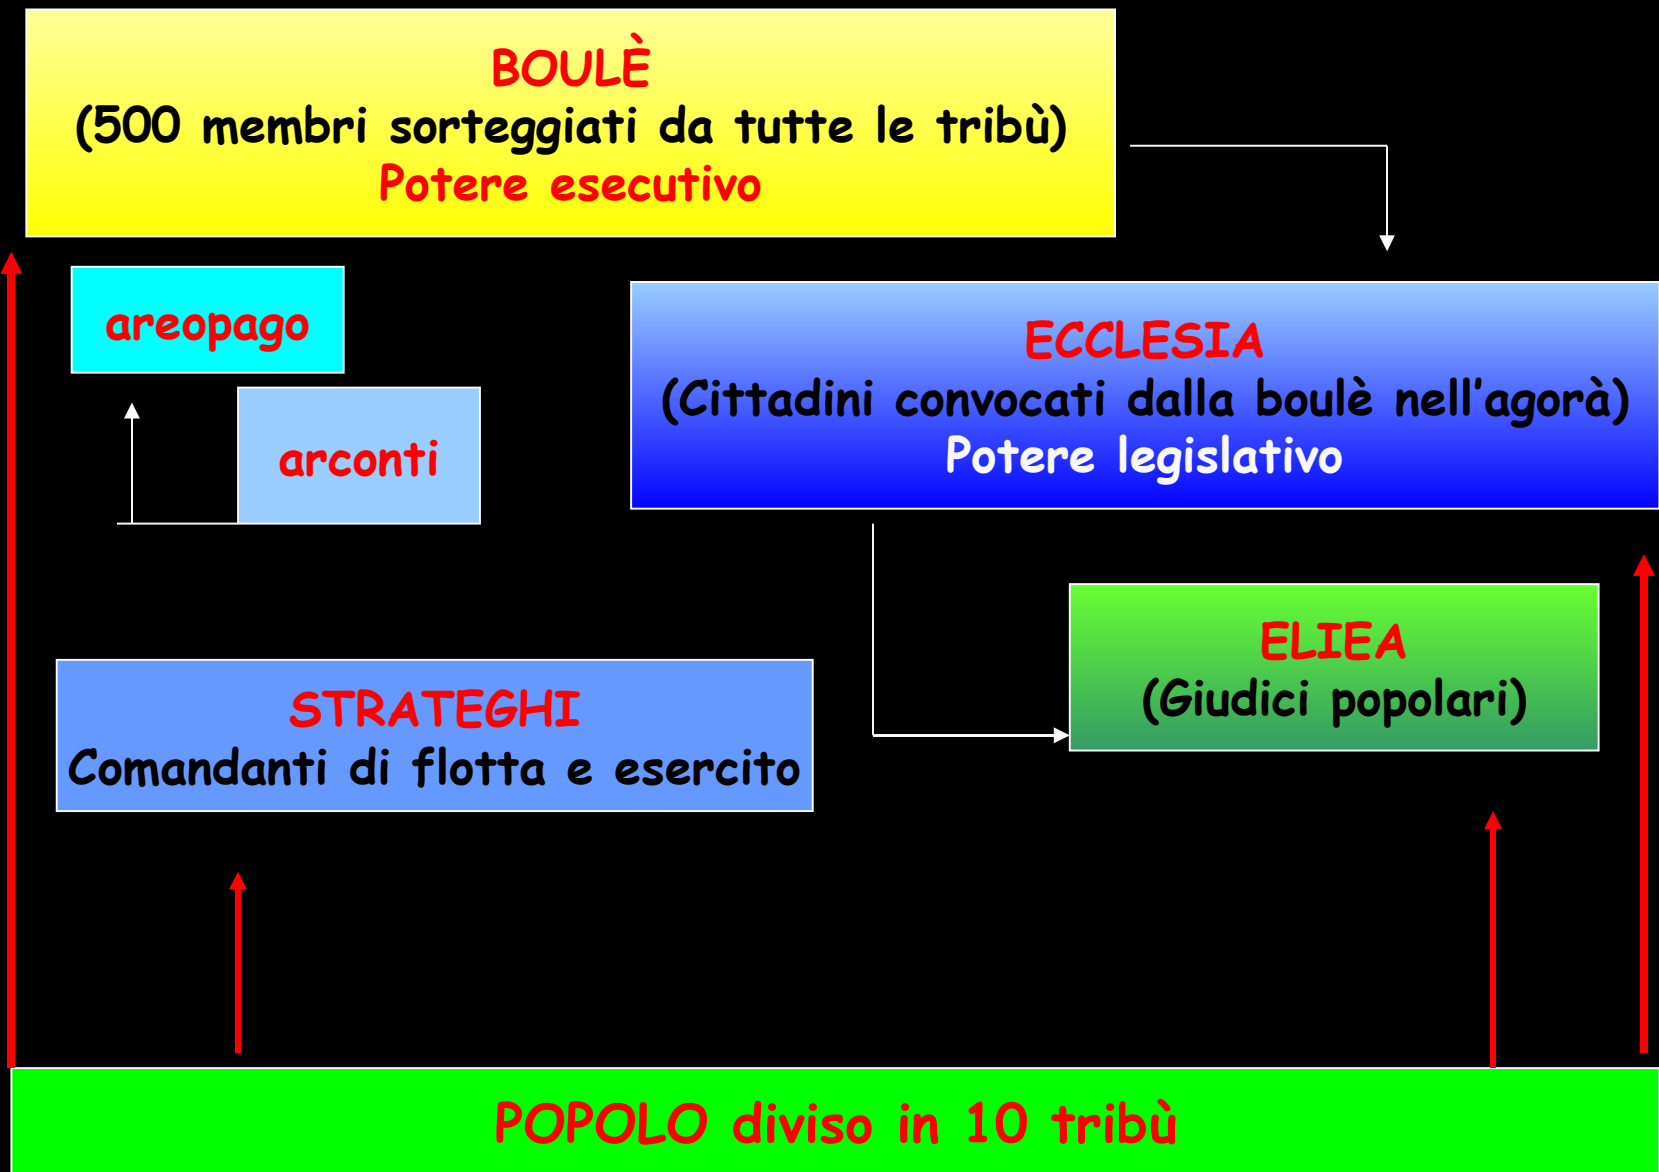 BOULÈ
(500 membri sorteggiati da tutte le tribù)
Potere esecutivo
areopago
arconti
ECCLESIA
(Cittadini convocati dalla boulè nell’agorà)
Potere legislativo
ELIEA
(Giudici popolari)
STRATEGHI
Comandanti di flotta e esercito
POPOLO diviso in 10 tribù